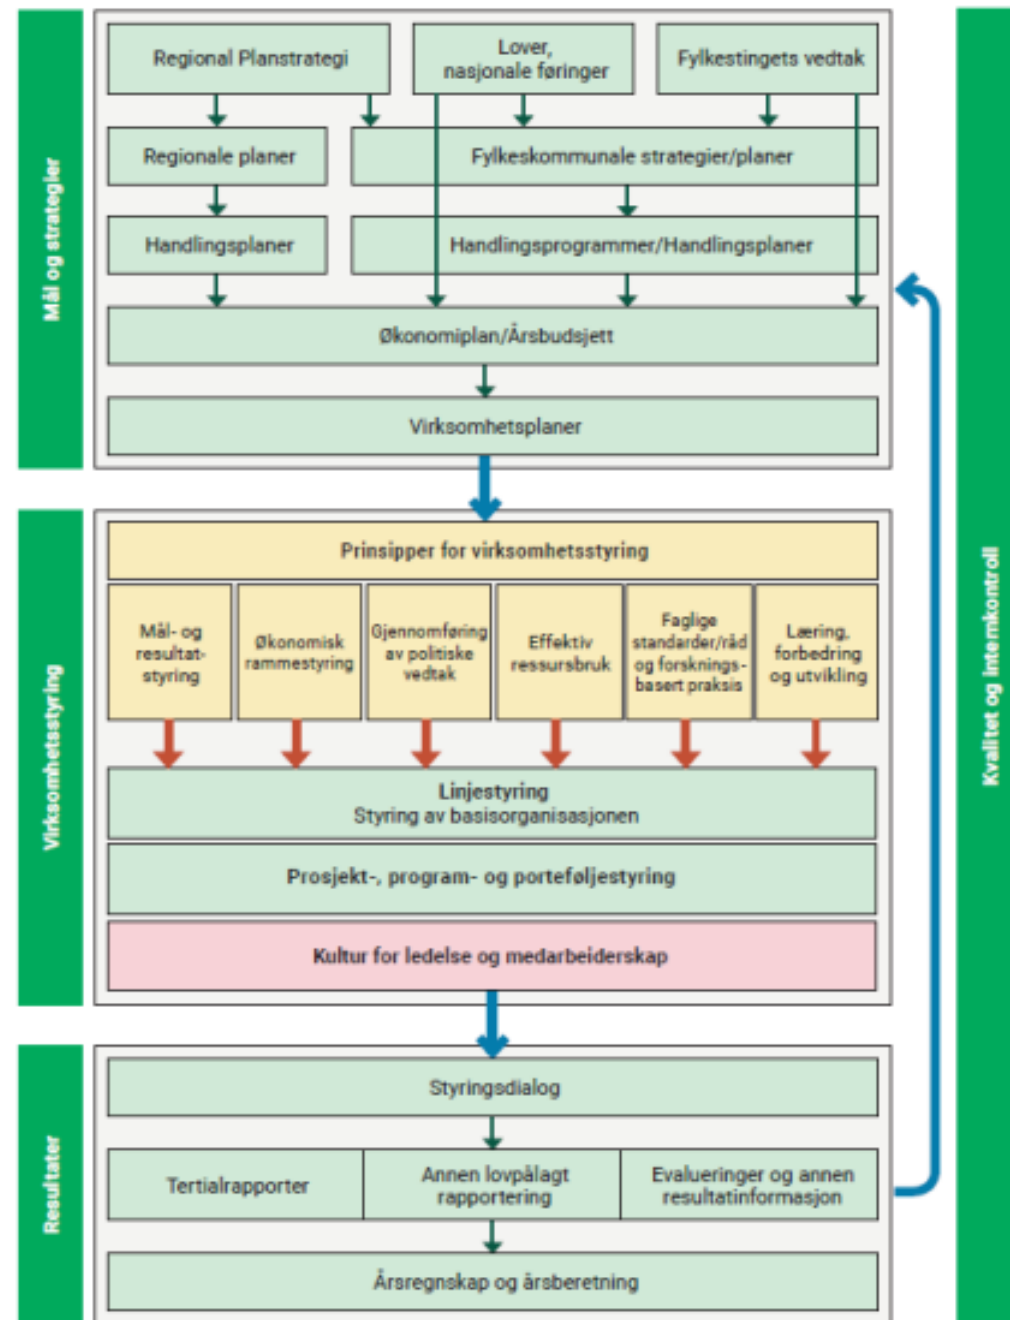 Mål og strategier
Regional Planstrategi
Lover,
nasjonale føringer
Fylkestingets vedtak
Regionale planer
Fylkeskommunale strategier/planer
Handlingsplaner
Handlingsprogrammer/Handlingsplaner
Økonomiplan/Årsbudsjett
Virksomhetsplaner
Virksomhetsstyring
Prinsipper for virksomhetsstyring
Mål- og
resultat-
styring
Økonomisk
rammestyring
Gjennomføring
av politiske
vedtak
Effektiv
ressursbruk
Faglige
standarder/råd
og forsknings-
basert praksis
Læring,
forbedring
og utvikling
Linjestyring
Styring av basisorganisasjonen
Prosjekt-, program- og porteføljestyring
Kultur for ledelse og medarbeiderskap
Resultater
Styringsdialog
Tertialrapporter
Annen lovpålagt
rapportering
Evalueringer og annen
resultatinformasjon
Årsregnskap og årsberetning
Kvalitet og internkontroll